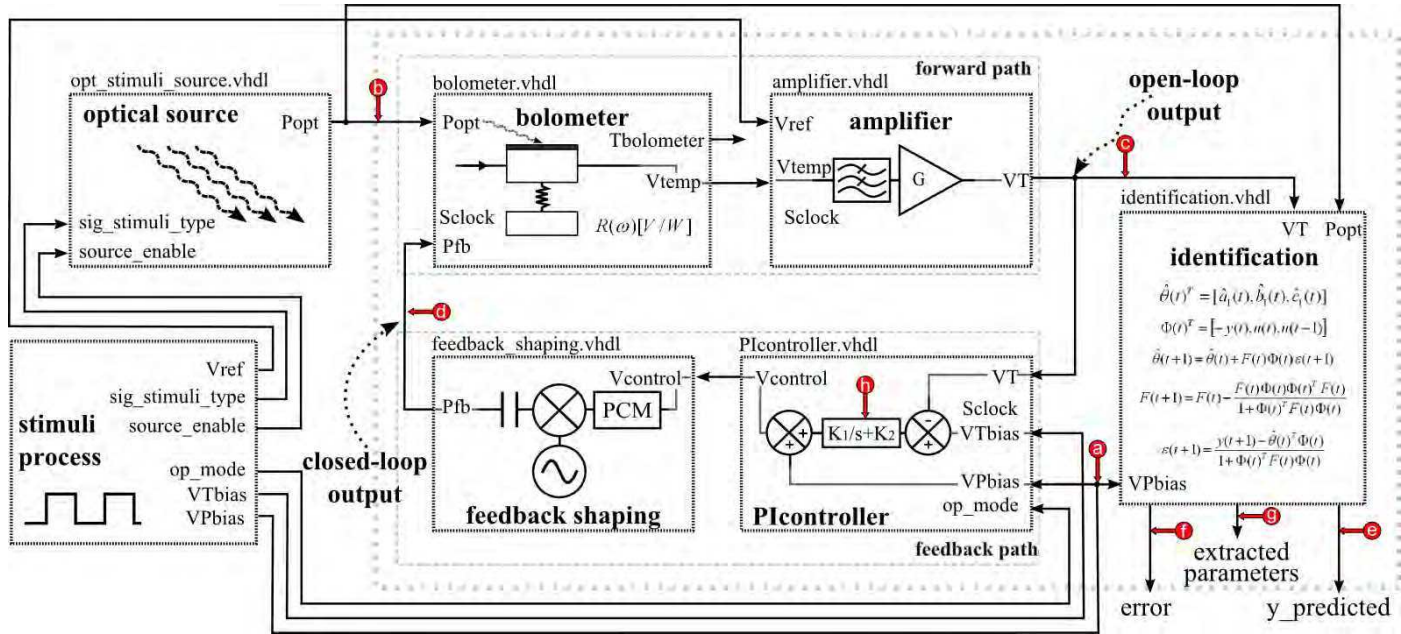 opt_stimuli_source.vhdl
optical source
Popt
sig_stimuli_type
source_enable
b
forward path
bolometer.vhdl
bolometer
Popt
Tbolometer
Vtemp
Sclock
Pfb
R(ω)[V/W]
amplifier.vhdl
amplifier
Vref
Vtemp
G
VT
Sclock
open-loop
output
c
identification.vhdl
VT Popt
identification
θ̂(t)ᵀ = [â₁(t), b̂₁(t), ĉ₁(t)]
Φ(t)ᵀ = [-y(t), u(t), u(t-1)]
θ̂(t+1) = θ̂(t) + F(t)Φ(t)ε(t+1)
F(t+1) = F(t) - F(t)Φ(t)Φ(t)ᵀF(t) / 1+Φ(t)ᵀF(t)Φ(t)
ε(t+1) = y(t+1) - θ̂(t)ᵀΦ(t) / 1+Φ(t)ᵀF(t)Φ(t)
VPbias
f
g
e
extracted
parameters
error
y_predicted
stimuli
process
Vref
sig_stimuli_type
source_enable
op_mode
VTbias
VPbias
d
closed-loop
output
feedback_shaping.vhdl
Vcontrol
Pfb
PCM
feedback shaping
PIcontroller.vhdl
Vcontrol
h
VT
Sclock
VTbias
K₁/s+K₂
-
+
+
+
a
VPbias
op_mode
PIcontroller
feedback path